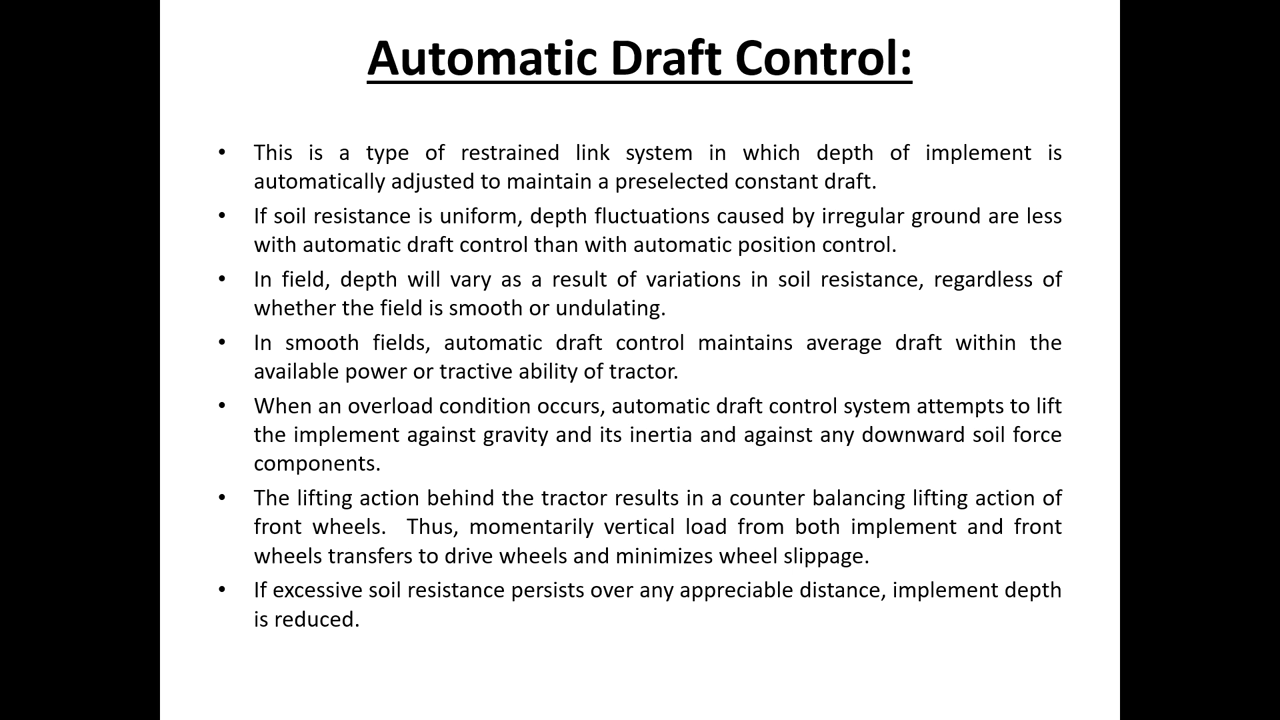 Automatic Draft Control:
• This is a type of restrained link system in which depth of implement is
automatically adjusted to maintain a preselected constant draft.
• If soil resistance is uniform, depth fluctuations caused by irregular ground are less
with automatic draft control than with automatic position control.
• In field, depth will vary as a result of variations in soil resistance, regardless of
whether the field is smooth or undulating.
• In smooth fields, automatic draft control maintains average draft within the
available power or tractive ability of tractor.
• When an overload condition occurs, automatic draft control system attempts to lift
the implement against gravity and its inertia and against any downward soil force
components.
• The lifting action behind the tractor results in a counter balancing lifting action of
front wheels.  Thus, momentarily vertical load from both implement and front
wheels transfers to drive wheels and minimizes wheel slippage.
• If excessive soil resistance persists over any appreciable distance, implement depth
is reduced.